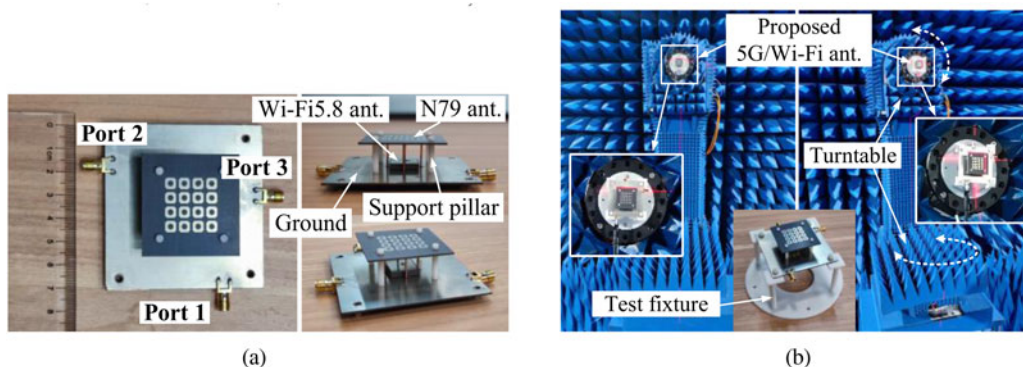 Port 2
Port 3
Port 1
Wi-Fi5.8 ant.
N79 ant.
Ground
Support pillar
(a)
Proposed
5G/Wi-Fi ant.
Turntable
Test fixture
(b)